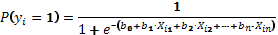 P(yᵢ = 1) = 1 / (1 + e^−(b₀+b₁·Xᵢ₁+b₂·Xᵢ₂+⋯+bₙ·Xᵢₙ))